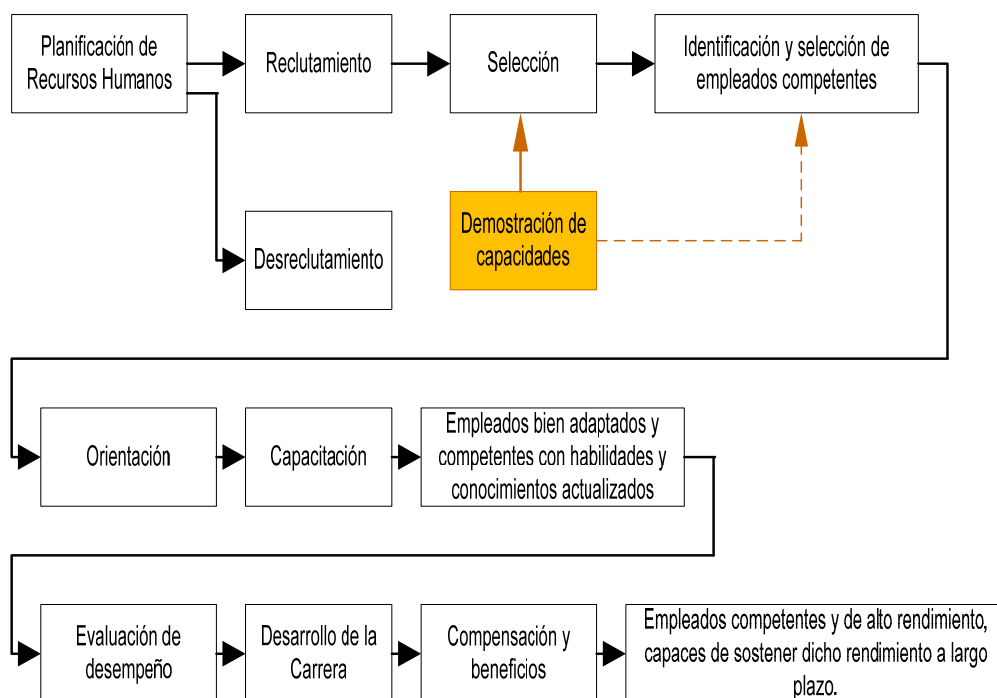 Planificación de
Recursos Humanos
Reclutamiento
Selección
Identificación y selección de
empleados competentes
Demostración de
capacidades
Desreclutamiento
Orientación
Capacitación
Empleados bien adaptados y
competentes con habilidades y
conocimientos actualizados
Evaluación de
desempeño
Desarrollo de la
Carrera
Compensación y
beneficios
Empleados competentes y de alto rendimiento,
capaces de sostener dicho rendimiento a largo
plazo.